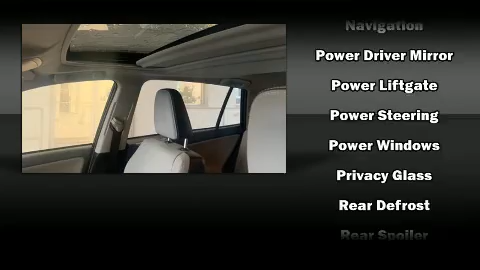 Navigation
Power Driver Mirror
Power Liftgate
Power Steering
Power Windows
Privacy Glass
Rear Defrost
Rear Spoiler